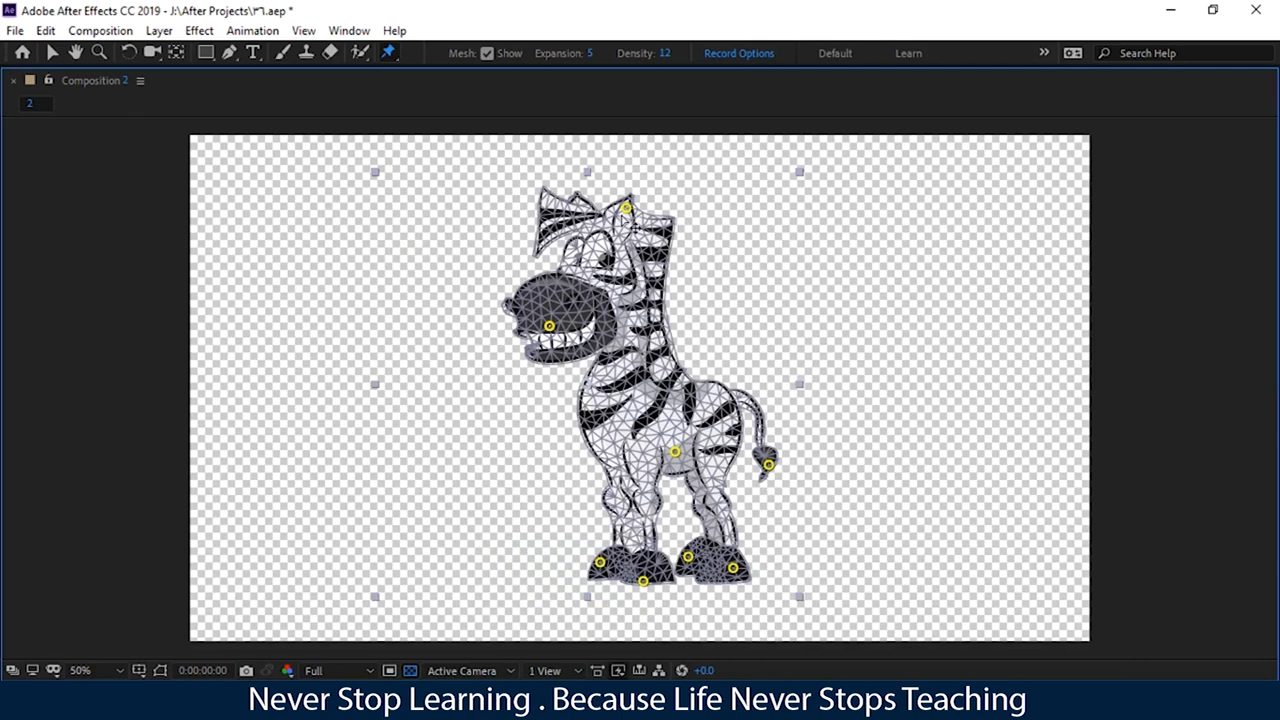 Adobe After Effects CC 2019 - J:\After Projects\٣٦.aep *
File Edit Composition Layer Effect Animation View Window Help
Mesh: Show Expansion: 5 Density: 12 Record Options Default Learn Search Help
Composition 2
2
50% 0:00:00:00 Full Active Camera 1 View +0.0
Never Stop Learning . Because Life Never Stops Teaching